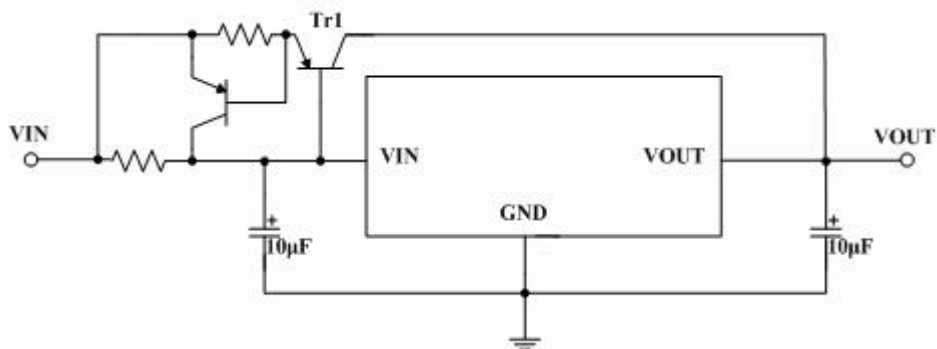 Tr1
VIN
VIN
VOUT
VOUT
GND
+
10μF
+
10μF